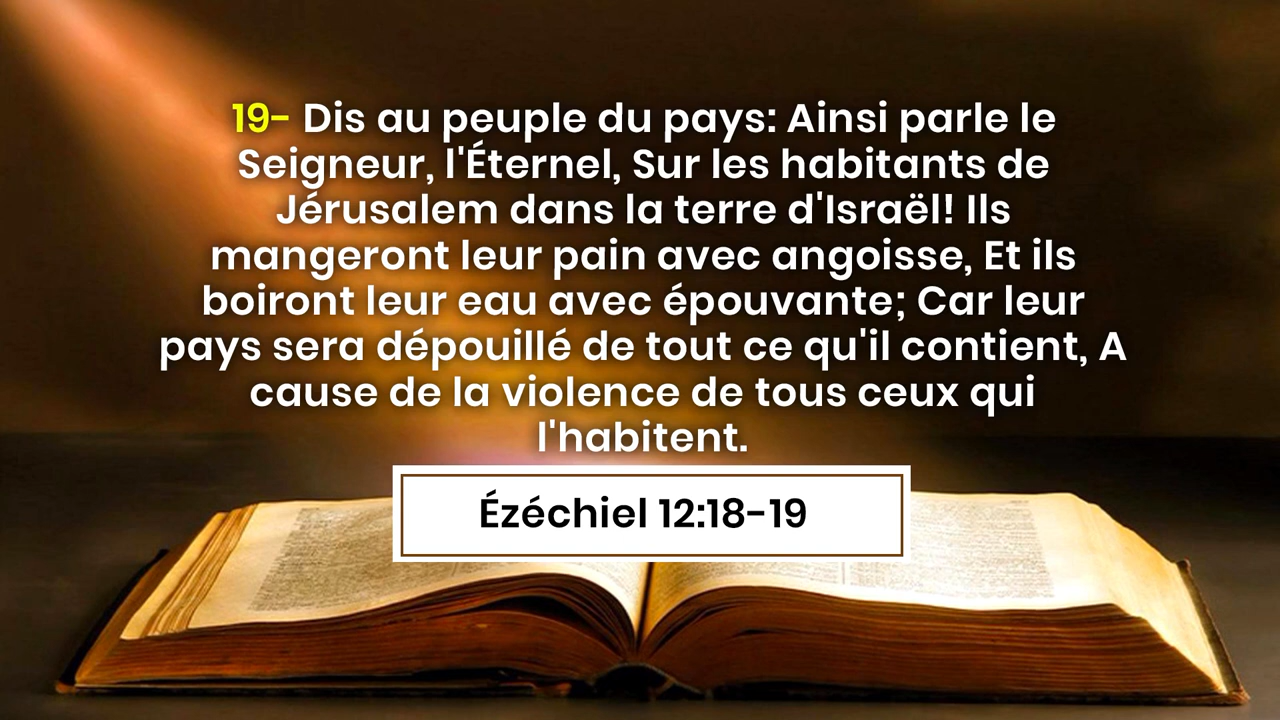 19- Dis au peuple du pays: Ainsi parle le
Seigneur, l'Éternel, Sur les habitants de
Jérusalem dans la terre d'Israël! Ils
mangeront leur pain avec angoisse, Et ils
boiront leur eau avec épouvante; Car leur
pays sera dépouillé de tout ce qu'il contient, A
cause de la violence de tous ceux qui
l'habitent.
Ézéchiel 12:18-19